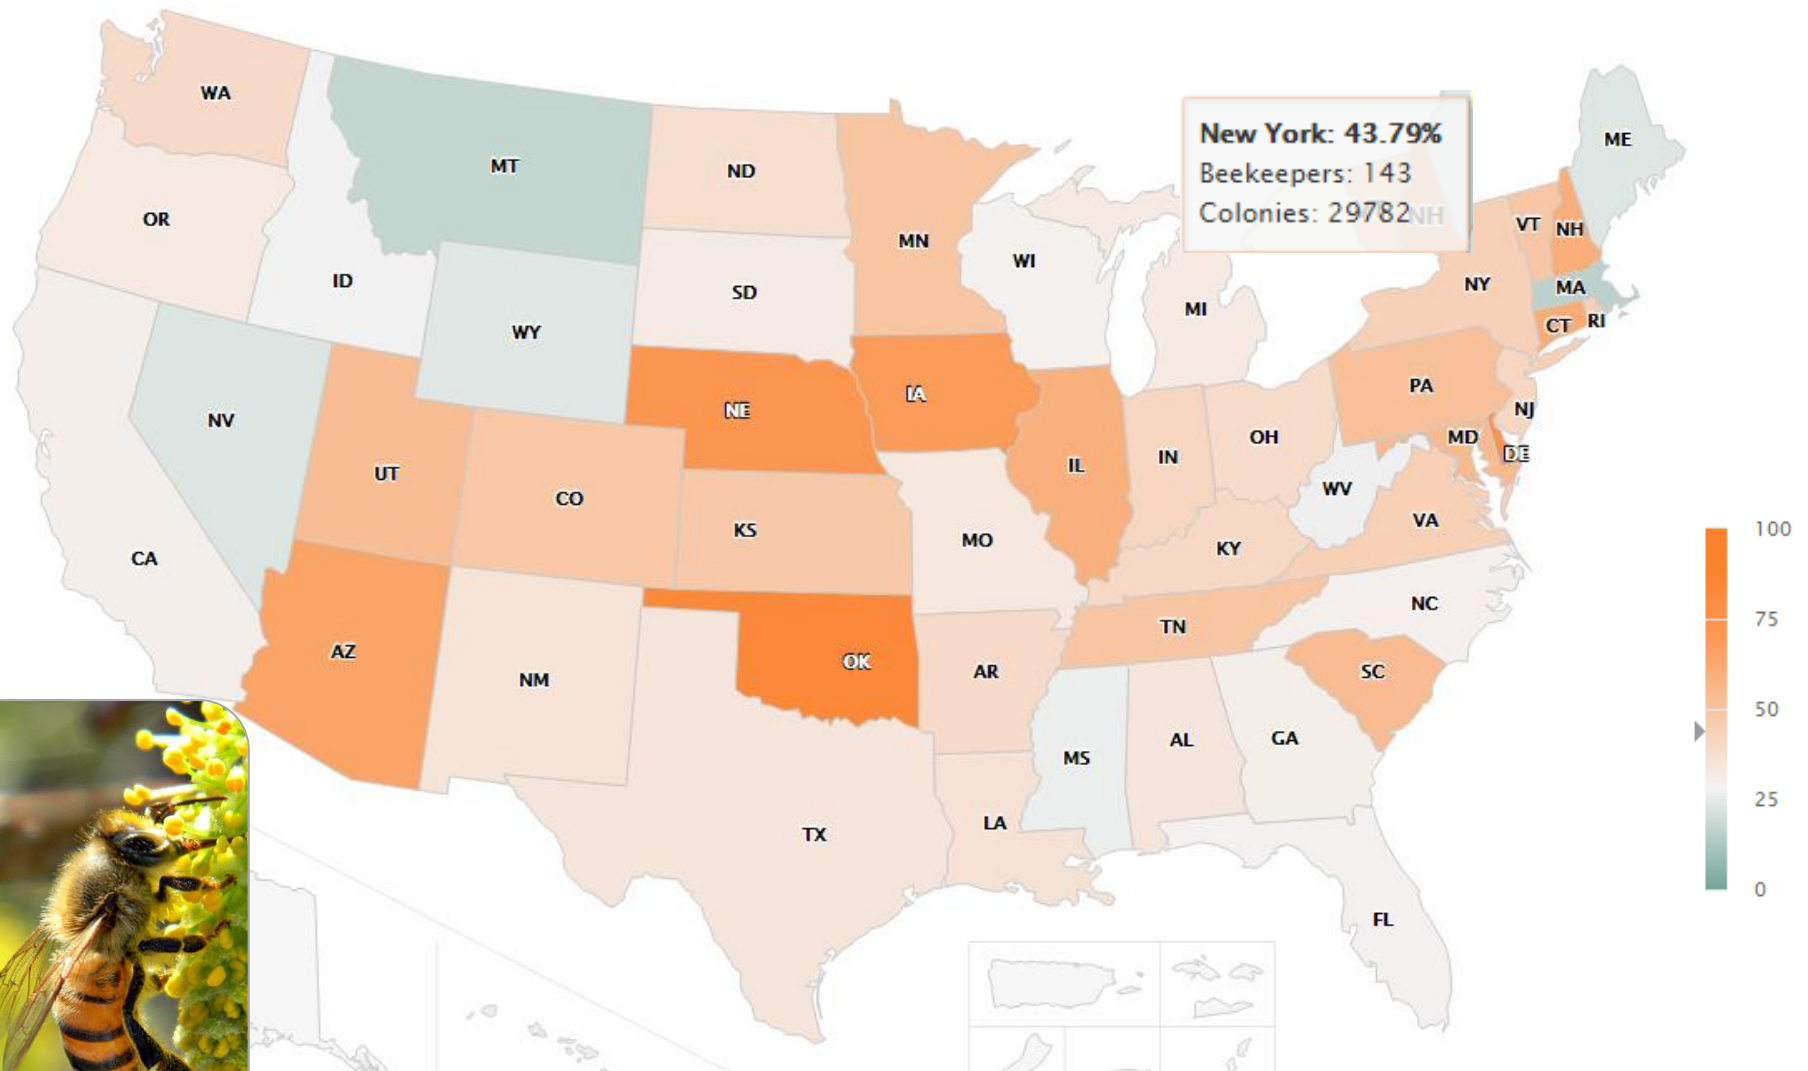 WA
MT
ND
OR
ID
WY
SD
MN
WI
MI
New York: 43.79%
Beekeepers: 143
Colonies: 29782
NH
ME
VT
NH
NY
MA
CT
RI
NV
UT
CO
NE
IA
IL
IN
OH
PA
NJ
MD
DE
WV
VA
KY
KS
MO
CA
AZ
NM
OK
AR
TN
NC
SC
TX
LA
MS
AL
GA
FL
100
75
50
25
0